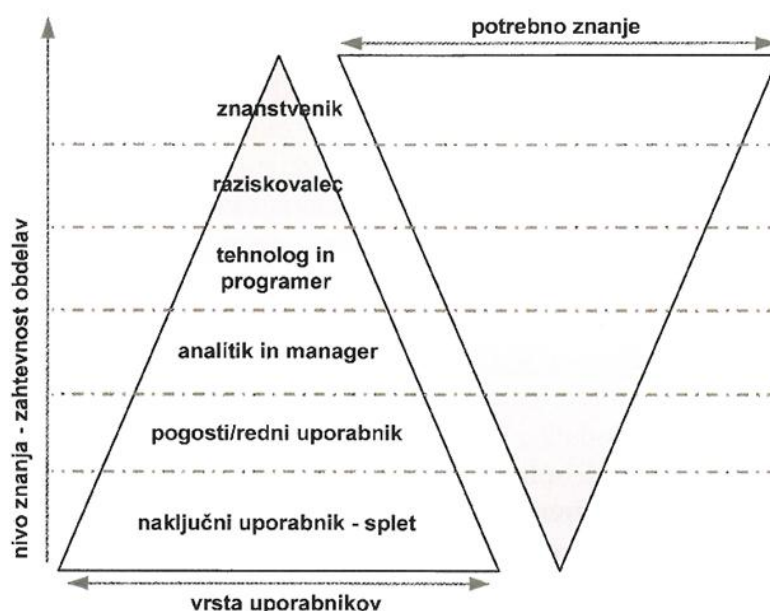 potrebno znanje
znanstvenik
raziskovalec
tehnolog in
programer
analitik in manager
pogosti/redni uporabnik
naključni uporabnik - splet
nivo znanja - zahtevnost obdelav
vrsta uporabnikov